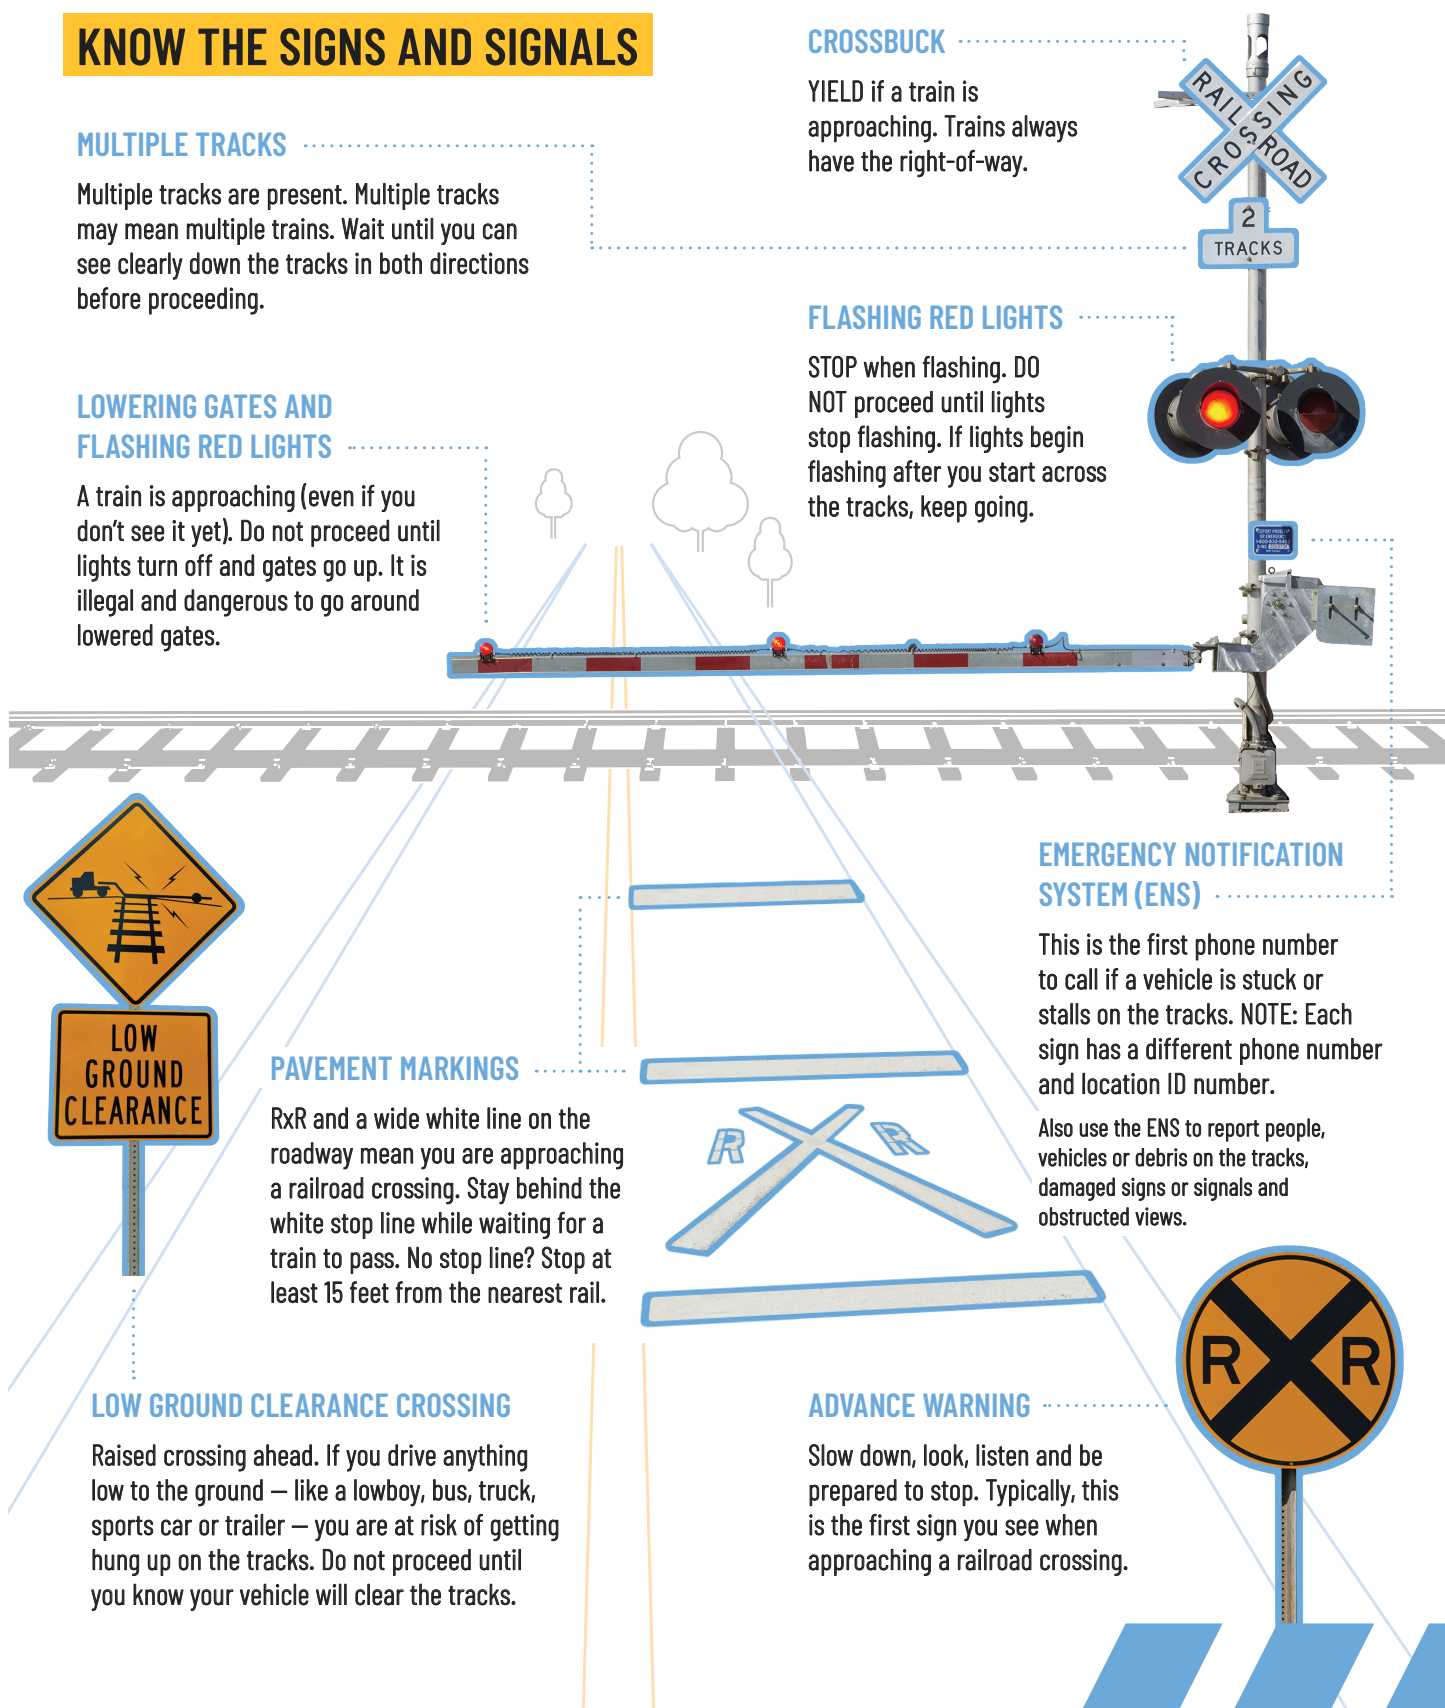 KNOW THE SIGNS AND SIGNALS
MULTIPLE TRACKS
Multiple tracks are present. Multiple tracks
may mean multiple trains. Wait until you can
see clearly down the tracks in both directions
before proceeding.
LOWERING GATES AND
FLASHING RED LIGHTS
A train is approaching (even if you
don't see it yet). Do not proceed until
lights turn off and gates go up. It is
illegal and dangerous to go around
lowered gates.
CROSSBUCK
YIELD if a train is
approaching. Trains always
have the right-of-way.
RAILROAD
CROSSING
2
TRACKS
FLASHING RED LIGHTS
STOP when flashing. DO
NOT proceed until lights
stop flashing. If lights begin
flashing after you start across
the tracks, keep going.
REPORT PROBLEM
OR EMERGENCY
LOW
GROUND
CLEARANCE
PAVEMENT MARKINGS
RxR and a wide white line on the
roadway mean you are approaching
a railroad crossing. Stay behind the
white stop line while waiting for a
train to pass. No stop line? Stop at
least 15 feet from the nearest rail.
R R
EMERGENCY NOTIFICATION
SYSTEM (ENS)
This is the first phone number
to call if a vehicle is stuck or
stalls on the tracks. NOTE: Each
sign has a different phone number
and location ID number.
Also use the ENS to report people,
vehicles or debris on the tracks,
damaged signs or signals and
obstructed views.
LOW GROUND CLEARANCE CROSSING
Raised crossing ahead. If you drive anything
low to the ground — like a lowboy, bus, truck,
sports car or trailer — you are at risk of getting
hung up on the tracks. Do not proceed until
you know your vehicle will clear the tracks.
ADVANCE WARNING
Slow down, look, listen and be
prepared to stop. Typically, this
is the first sign you see when
approaching a railroad crossing.
R R